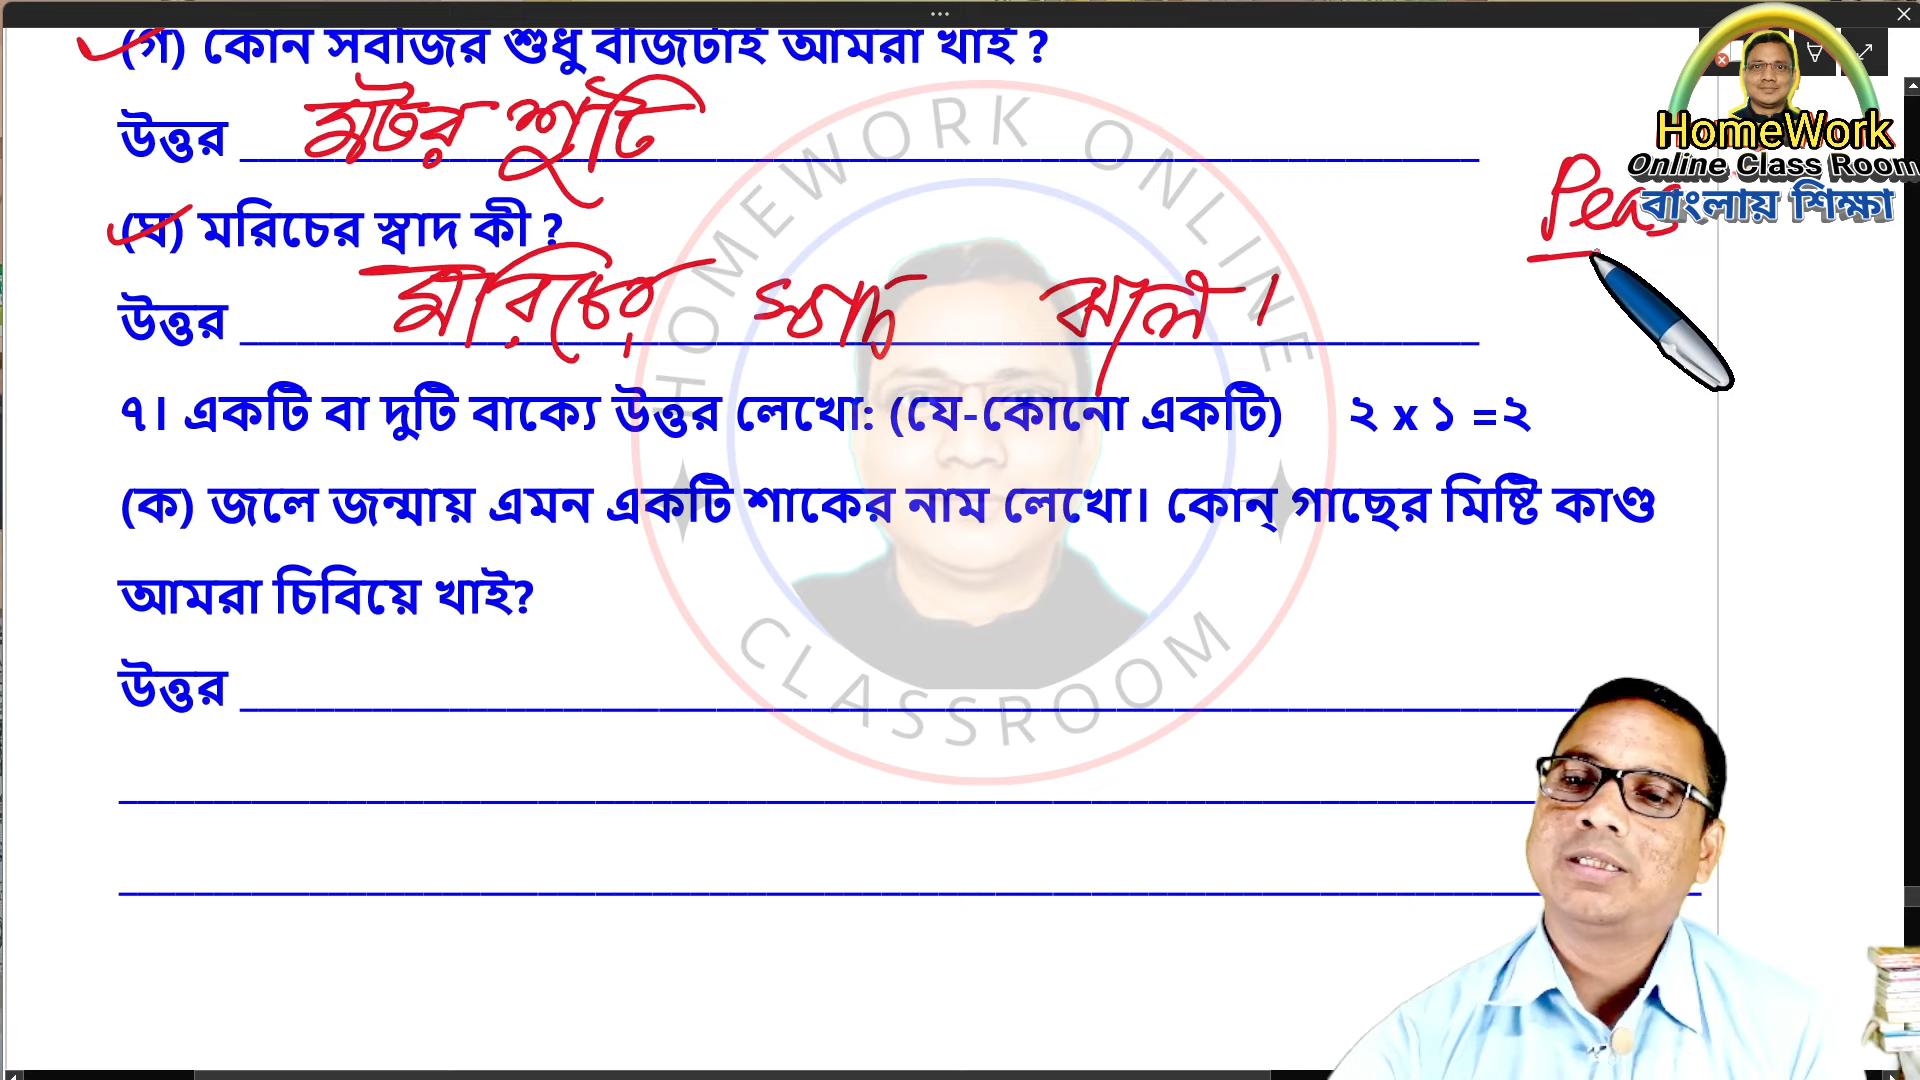 (গ) কোন সবজির শুধু বীজটাই আমরা খাই ?
উত্তর মটর শুটি
(ঘ) মরিচের স্বাদ কী ?
উত্তর মরিচের স্বাদ ঝাল।
৭। একটি বা দুটি বাক্যে উত্তর লেখো: (যে-কোনো একটি) ২ x ১ =২
(ক) জলে জন্মায় এমন একটি শাকের নাম লেখো। কোন্ গাছের মিষ্টি কাণ্ড
আমরা চিবিয়ে খাই?
উত্তর
HOMEWORK ONLINE
CLASSROOM
HomeWork
Online Class Room
বাংলায় শিক্ষা
Peas